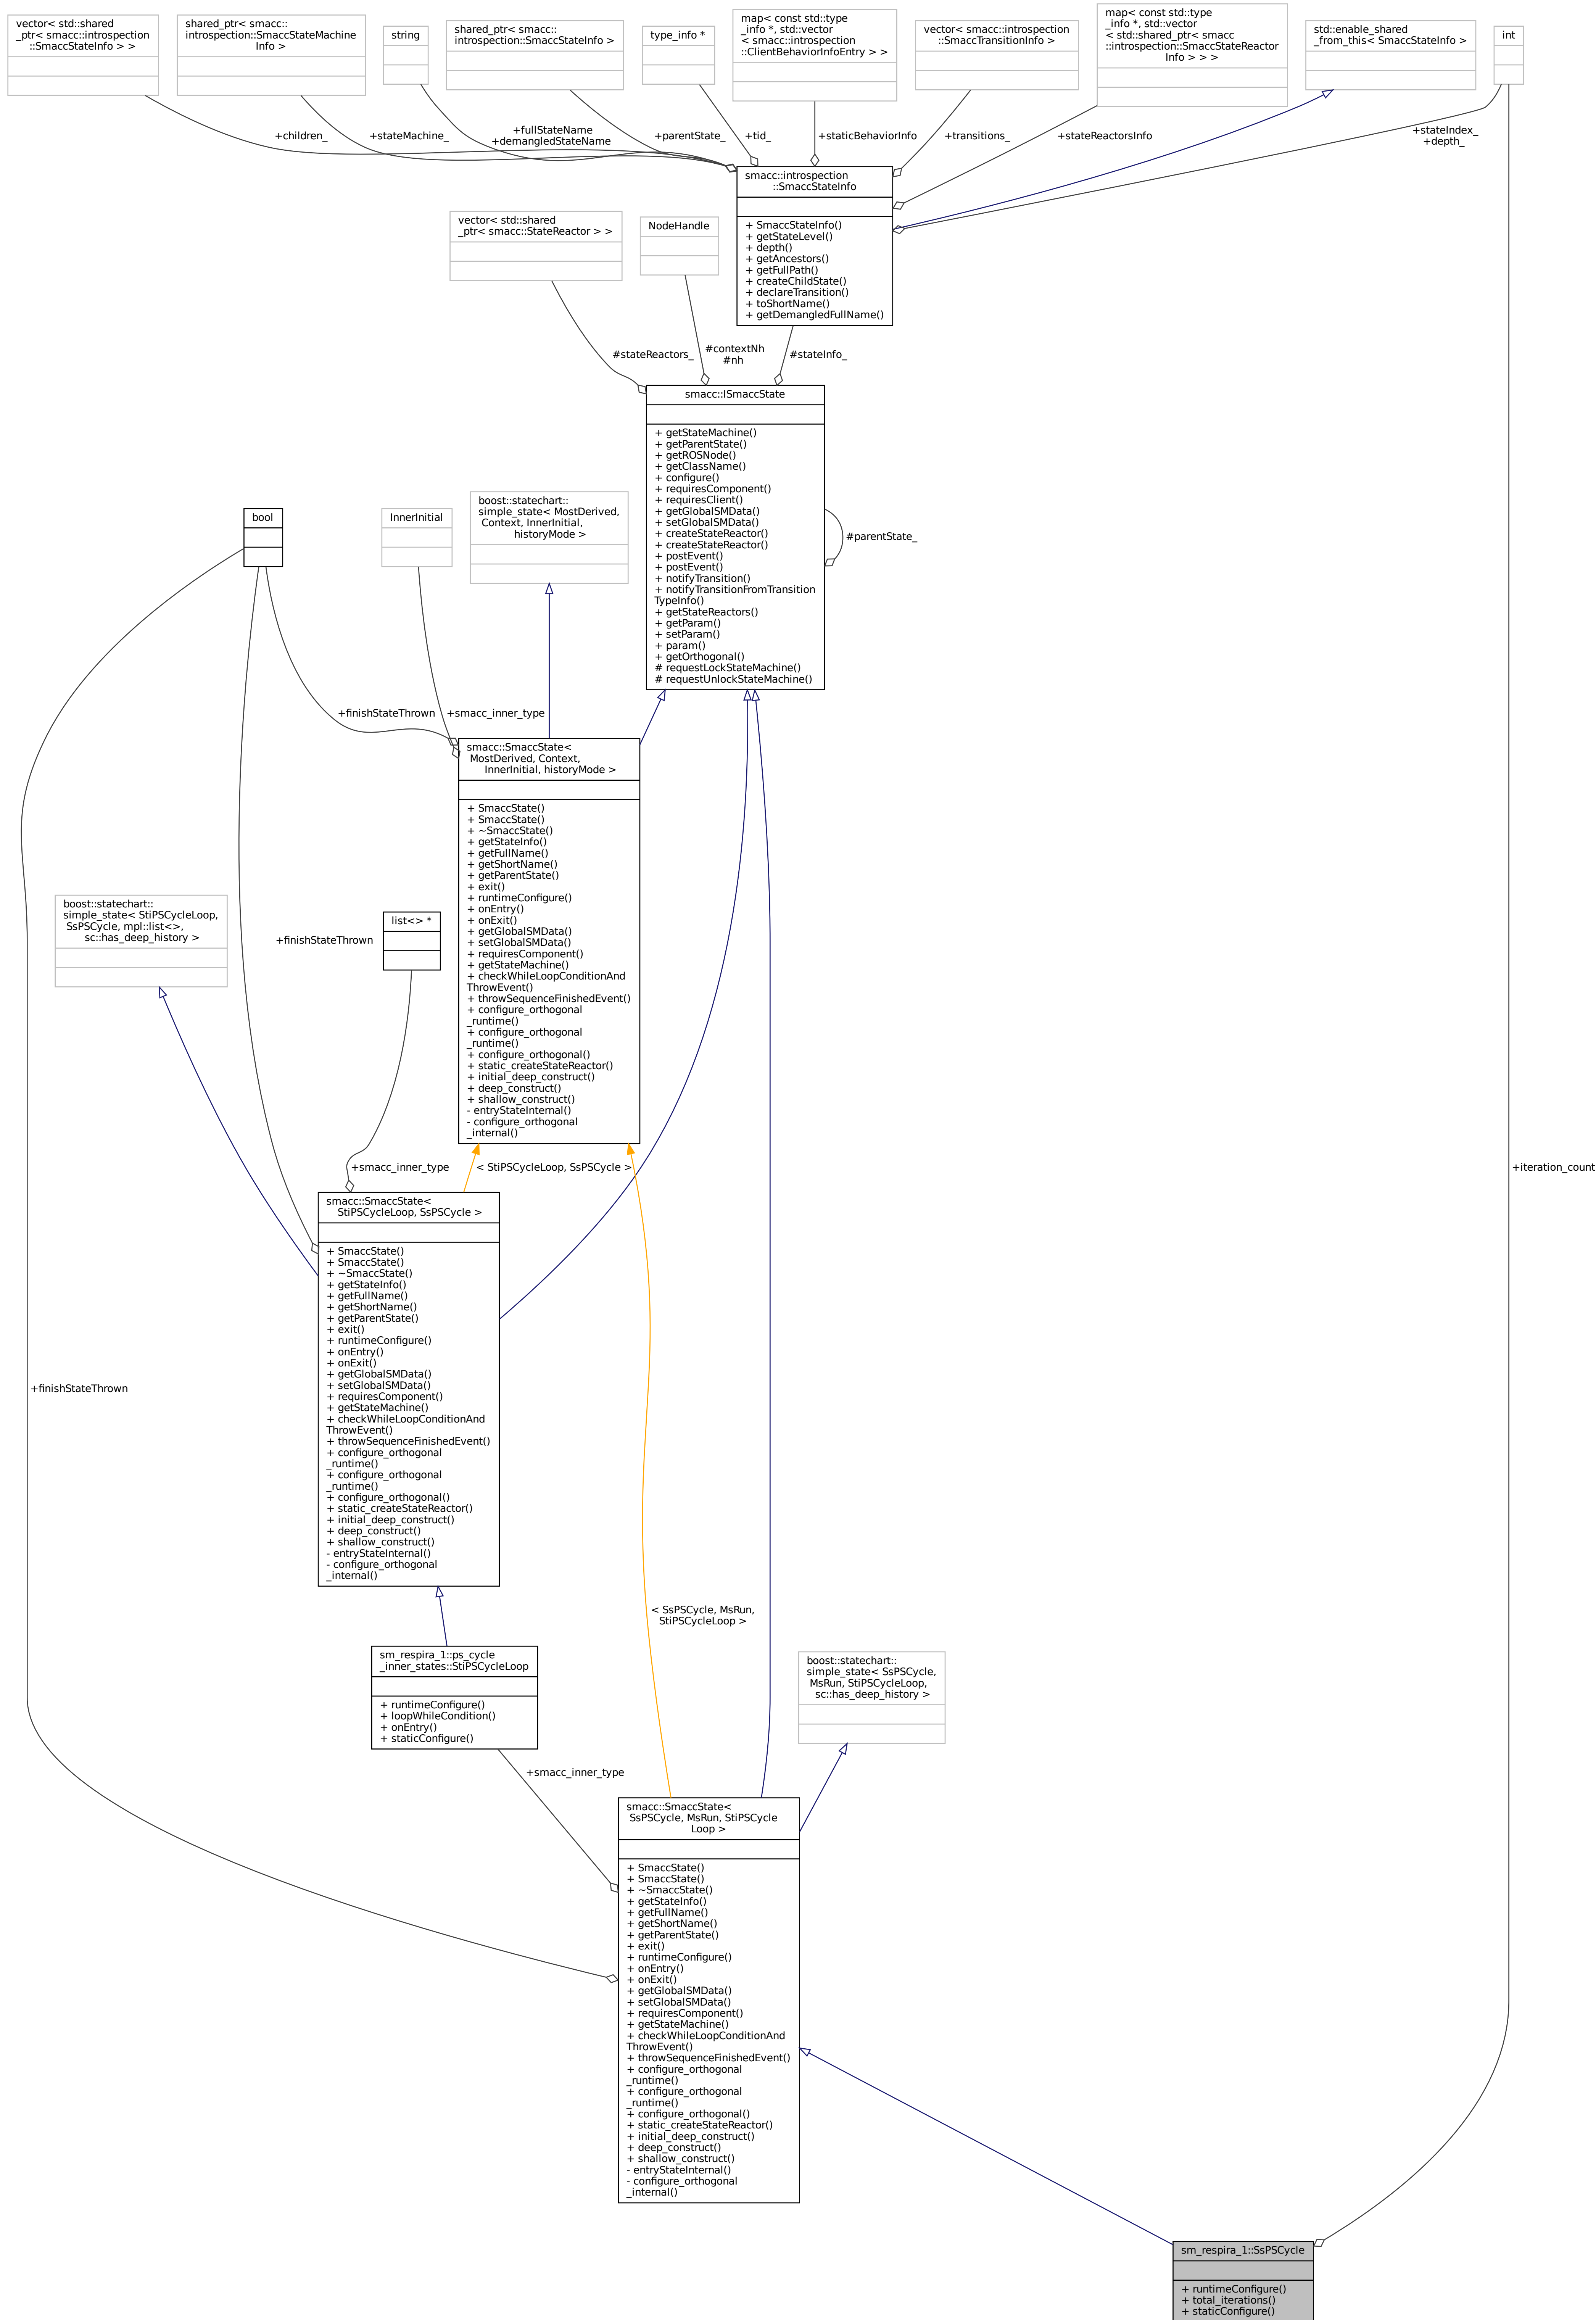 vector< std::shared
_ptr< smacc::introspection
::SmaccStateInfo > >
shared_ptr< smacc::
introspection::SmaccStateMachine
Info >
string
shared_ptr< smacc::
introspection::SmaccStateInfo >
type_info *
map< const std::type
_info *, std::vector
< smacc::introspection
::ClientBehaviorInfoEntry > >
vector< smacc::introspection
::SmaccTransitionInfo >
map< const std::type
_info *, std::vector
< std::shared_ptr< smacc
::introspection::SmaccStateReactor
Info > > >
std::enable_shared
_from_this< SmaccStateInfo >
int
+children_
+stateMachine_
+fullStateName
+demangledStateName
+parentState_
+tid_
+staticBehaviorInfo
+transitions_
+stateReactorsInfo
+stateIndex_
+depth_
smacc::introspection
::SmaccStateInfo
+ SmaccStateInfo()
+ getStateLevel()
+ depth()
+ getAncestors()
+ getFullPath()
+ createChildState()
+ declareTransition()
+ toShortName()
+ getDemangledFullName()
vector< std::shared
_ptr< smacc::StateReactor > >
NodeHandle
#stateReactors_
#contextNh
#nh
#stateInfo_
smacc::ISmaccState
+ getStateMachine()
+ getParentState()
+ getROSNode()
+ getClassName()
+ configure()
+ requiresComponent()
+ requiresClient()
+ getGlobalSMData()
+ setGlobalSMData()
+ createStateReactor()
+ createStateReactor()
+ postEvent()
+ postEvent()
+ notifyTransition()
+ notifyTransitionFromTransition
TypeInfo()
+ getStateReactors()
+ getParam()
+ setParam()
+ param()
+ getOrthogonal()
# requestLockStateMachine()
# requestUnlockStateMachine()
#parentState_
bool
InnerInitial
boost::statechart::
simple_state< MostDerived,
Context, InnerInitial,
historyMode >
+finishStateThrown
+smacc_inner_type
smacc::SmaccState<
MostDerived, Context,
InnerInitial, historyMode >
+ SmaccState()
+ SmaccState()
+ ~SmaccState()
+ getStateInfo()
+ getFullName()
+ getShortName()
+ getParentState()
+ exit()
+ runtimeConfigure()
+ onEntry()
+ onExit()
+ getGlobalSMData()
+ setGlobalSMData()
+ requiresComponent()
+ getStateMachine()
+ checkWhileLoopConditionAnd
ThrowEvent()
+ throwSequenceFinishedEvent()
+ configure_orthogonal
_runtime()
+ configure_orthogonal
_runtime()
+ configure_orthogonal()
+ static_createStateReactor()
+ initial_deep_construct()
+ deep_construct()
+ shallow_construct()
- entryStateInternal()
- configure_orthogonal
_internal()
boost::statechart::
simple_state< StiPSCycleLoop,
SsPSCycle, mpl::list<>,
sc::has_deep_history >
list<> *
+finishStateThrown
+smacc_inner_type
< StiPSCycleLoop, SsPSCycle >
+iteration_count
smacc::SmaccState<
StiPSCycleLoop, SsPSCycle >
+ SmaccState()
+ SmaccState()
+ ~SmaccState()
+ getStateInfo()
+ getFullName()
+ getShortName()
+ getParentState()
+ exit()
+ runtimeConfigure()
+ onEntry()
+ onExit()
+ getGlobalSMData()
+ setGlobalSMData()
+ requiresComponent()
+ getStateMachine()
+ checkWhileLoopConditionAnd
ThrowEvent()
+ throwSequenceFinishedEvent()
+ configure_orthogonal
_runtime()
+ configure_orthogonal
_runtime()
+ configure_orthogonal()
+ static_createStateReactor()
+ initial_deep_construct()
+ deep_construct()
+ shallow_construct()
- entryStateInternal()
- configure_orthogonal
_internal()
+finishStateThrown
< SsPSCycle, MsRun,
StiPSCycleLoop >
sm_respira_1::ps_cycle
_inner_states::StiPSCycleLoop
+ runtimeConfigure()
+ loopWhileCondition()
+ onEntry()
+ staticConfigure()
boost::statechart::
simple_state< SsPSCycle,
MsRun, StiPSCycleLoop,
sc::has_deep_history >
+smacc_inner_type
smacc::SmaccState<
SsPSCycle, MsRun, StiPSCycle
Loop >
+ SmaccState()
+ SmaccState()
+ ~SmaccState()
+ getStateInfo()
+ getFullName()
+ getShortName()
+ getParentState()
+ exit()
+ runtimeConfigure()
+ onEntry()
+ onExit()
+ getGlobalSMData()
+ setGlobalSMData()
+ requiresComponent()
+ getStateMachine()
+ checkWhileLoopConditionAnd
ThrowEvent()
+ throwSequenceFinishedEvent()
+ configure_orthogonal
_runtime()
+ configure_orthogonal
_runtime()
+ configure_orthogonal()
+ static_createStateReactor()
+ initial_deep_construct()
+ deep_construct()
+ shallow_construct()
- entryStateInternal()
- configure_orthogonal
_internal()
sm_respira_1::SsPSCycle
+ runtimeConfigure()
+ total_iterations()
+ staticConfigure()